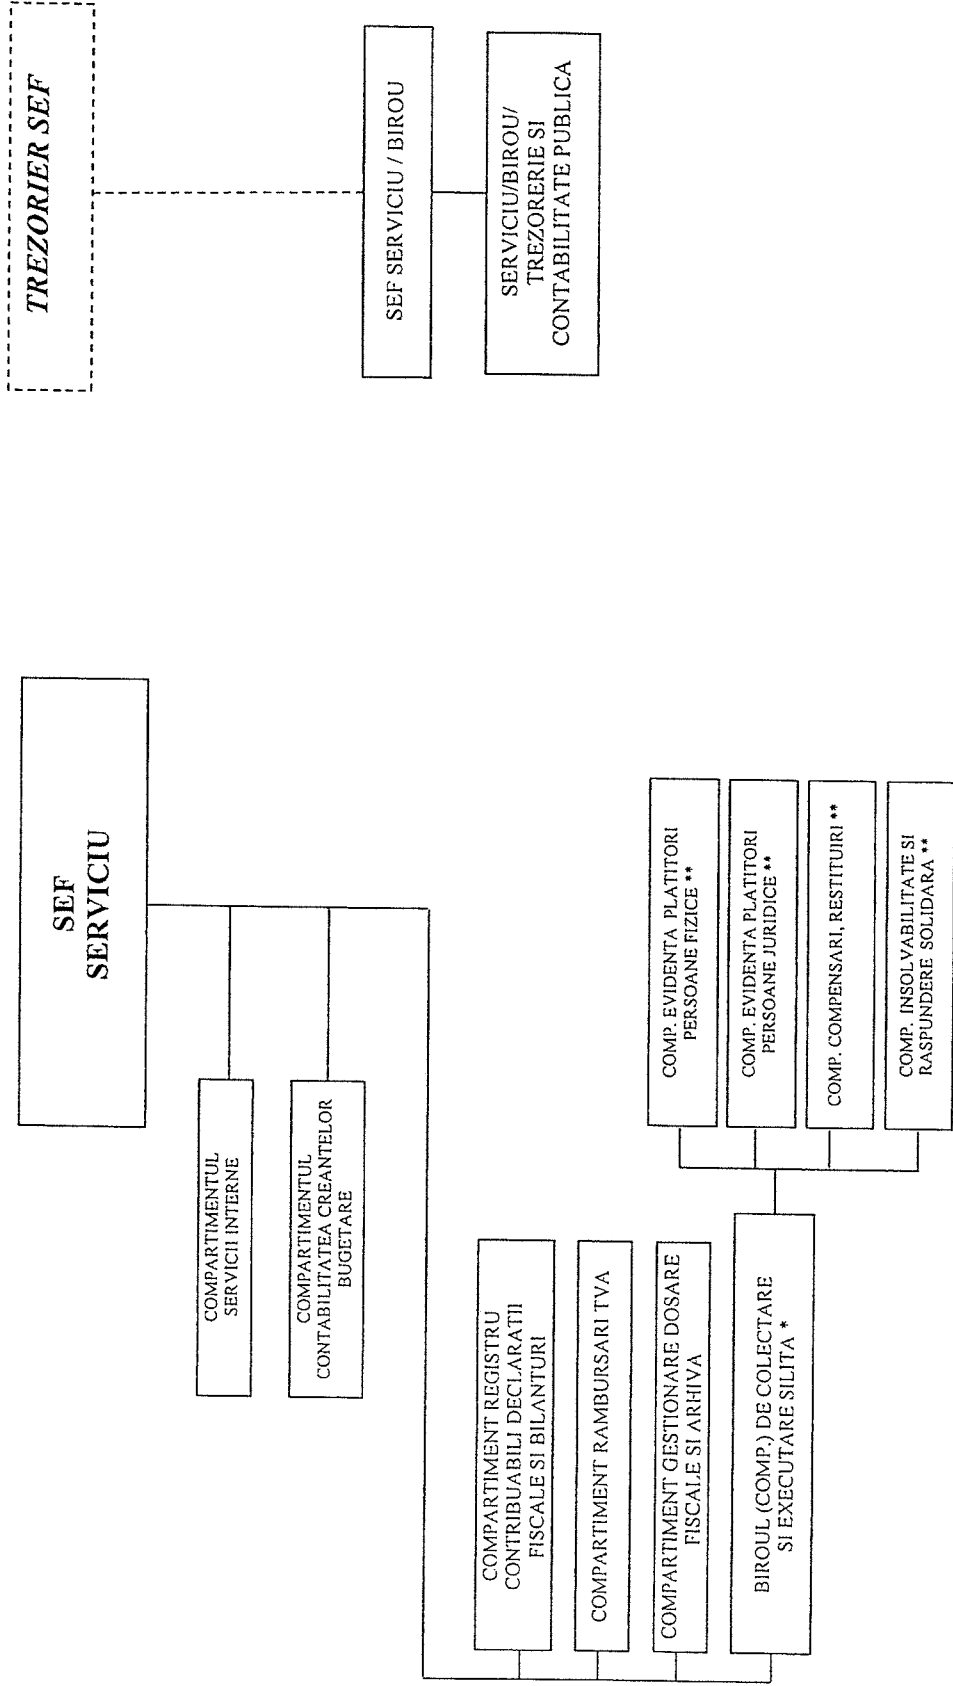 SEF
SERVICIU
TREZORIER SEF
COMPARTIMENTUL
SERVICII INTERNE
COMPARTIMENTUL
CONTABILITATEA CREANTELOR
BUGETARE
SEF SERVICIU / BIROU
SERVICIU/BIROU/
TREZORERIE SI
CONTABILITATE PUBLICA
COMPARTIMENT REGISTRU
CONTRIBUABILI DECLARATII
FISCALE SI BILANTURI
COMPARTIMENT RAMBURSARI TVA
COMPARTIMENT GESTIONARE DOSARE
FISCALE SI ARHIVA
BIROUL (COMP.) DE COLECTARE
SI EXECUTARE SILITA *
COMP. EVIDENTA PLATITORI
PERSOANE FIZICE **
COMP. EVIDENTA PLATITORI
PERSOANE JURIDICE **
COMP. COMPENSARI, RESTITUIRI **
COMP. INSOLVABILITATE SI
RASPUNDERE SOLIDARA **